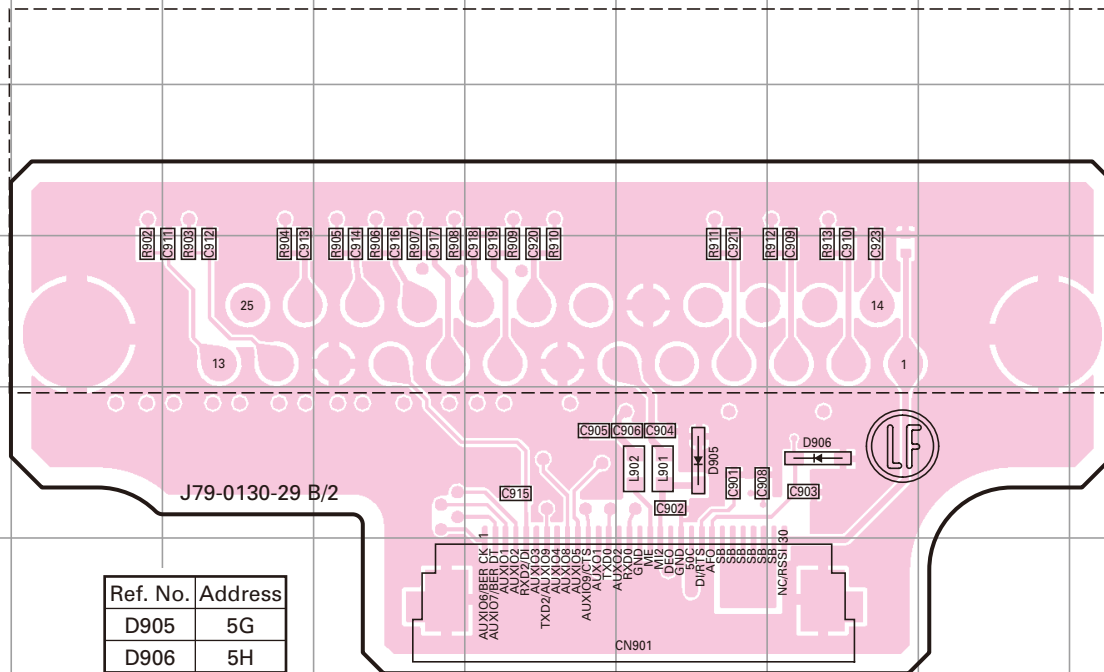 R902 C911 R903 C912 R904 C913 R905 C914 R906 C916 R907 C917 R908 C918 C919 R909 C920 R910 R911 C921 R912 C909 R913 C910 C923
25 14
13 1
C905 C906 C904
L902 L901 D905 D906 LF
C915 C901 C908 C903
C902
J79-0130-29 B/2
1
AUXIO6/BER CK
AUXIO7/BER DT
AUXIO1
AUXIO2
RXD2/DI
AUXIO3
TXD2/AUXIO9
AUXIO4
AUXIO8
AUXIO5
AUXIO9/CTS
AUXO1
TXD0
AUXO2
RXD0
GND
ME
MI2
DEO
GND
50C
DI/RTS
AFO
SB
SB
SB
SB
SB
SB
NC/RSSI
30
CN901
Ref. No. Address
D905 5G
D906 5H